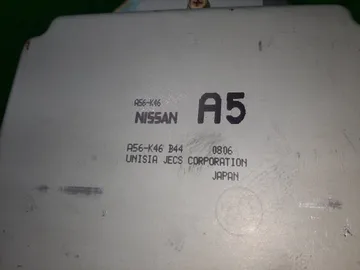 A56-K46
NISSAN A5
A56-K46 B44 0806
UNISIA JECS CORPORATION
JAPAN